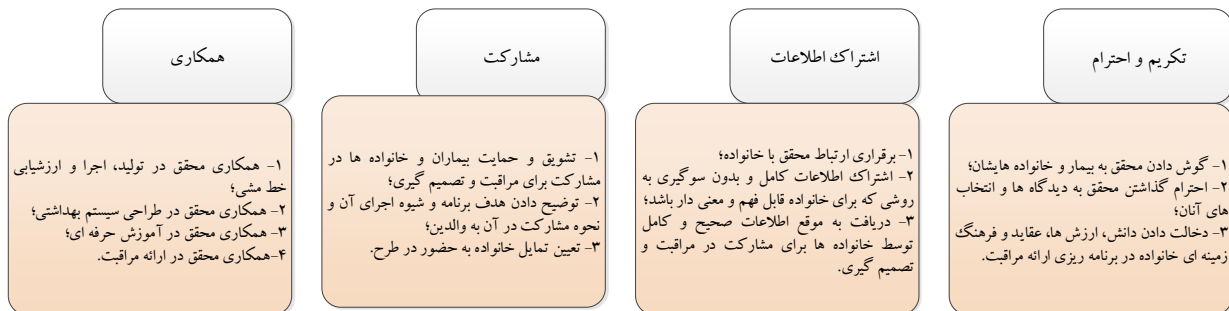 تکریم و احترام
۱- گوش دادن محقق به بیمار و خانواده هایشان؛
۲- احترام گذاشتن محقق به دیدگاه ها و انتخاب
های آنان؛
۳- دخالت دادن دانش، ارزش ها، عقاید و فرهنگ
زمینه ای خانواده در برنامه ریزی ارائه مراقبت.
اشتراک اطلاعات
۱- برقراری ارتباط محقق با خانواده؛
۲- اشتراک اطلاعات کامل و بدون سوگیری به
روشی که برای خانواده قابل فهم و معنی دار باشد؛
۳- دریافت به موقع اطلاعات صحیح و کامل
توسط خانواده ها برای مشارکت در مراقبت و
تصمیم گیری.
مشارکت
۱- تشویق و حمایت بیماران و خانواده ها در
مشارکت برای مراقبت و تصمیم گیری؛
۲- توضیح دادن هدف برنامه و شیوه اجرای آن و
نحوه مشارکت در آن به والدین؛
۳- تعیین تمایل خانواده به حضور در طرح.
همکاری
۱- همکاری محقق در تولید، اجرا و ارزشیابی
خط مشی؛
۲- همکاری محقق در طراحی سیستم بهداشتی؛
۳- همکاری محقق در آموزش حرفه ای؛
۴-همکاری محقق در ارائه مراقبت.